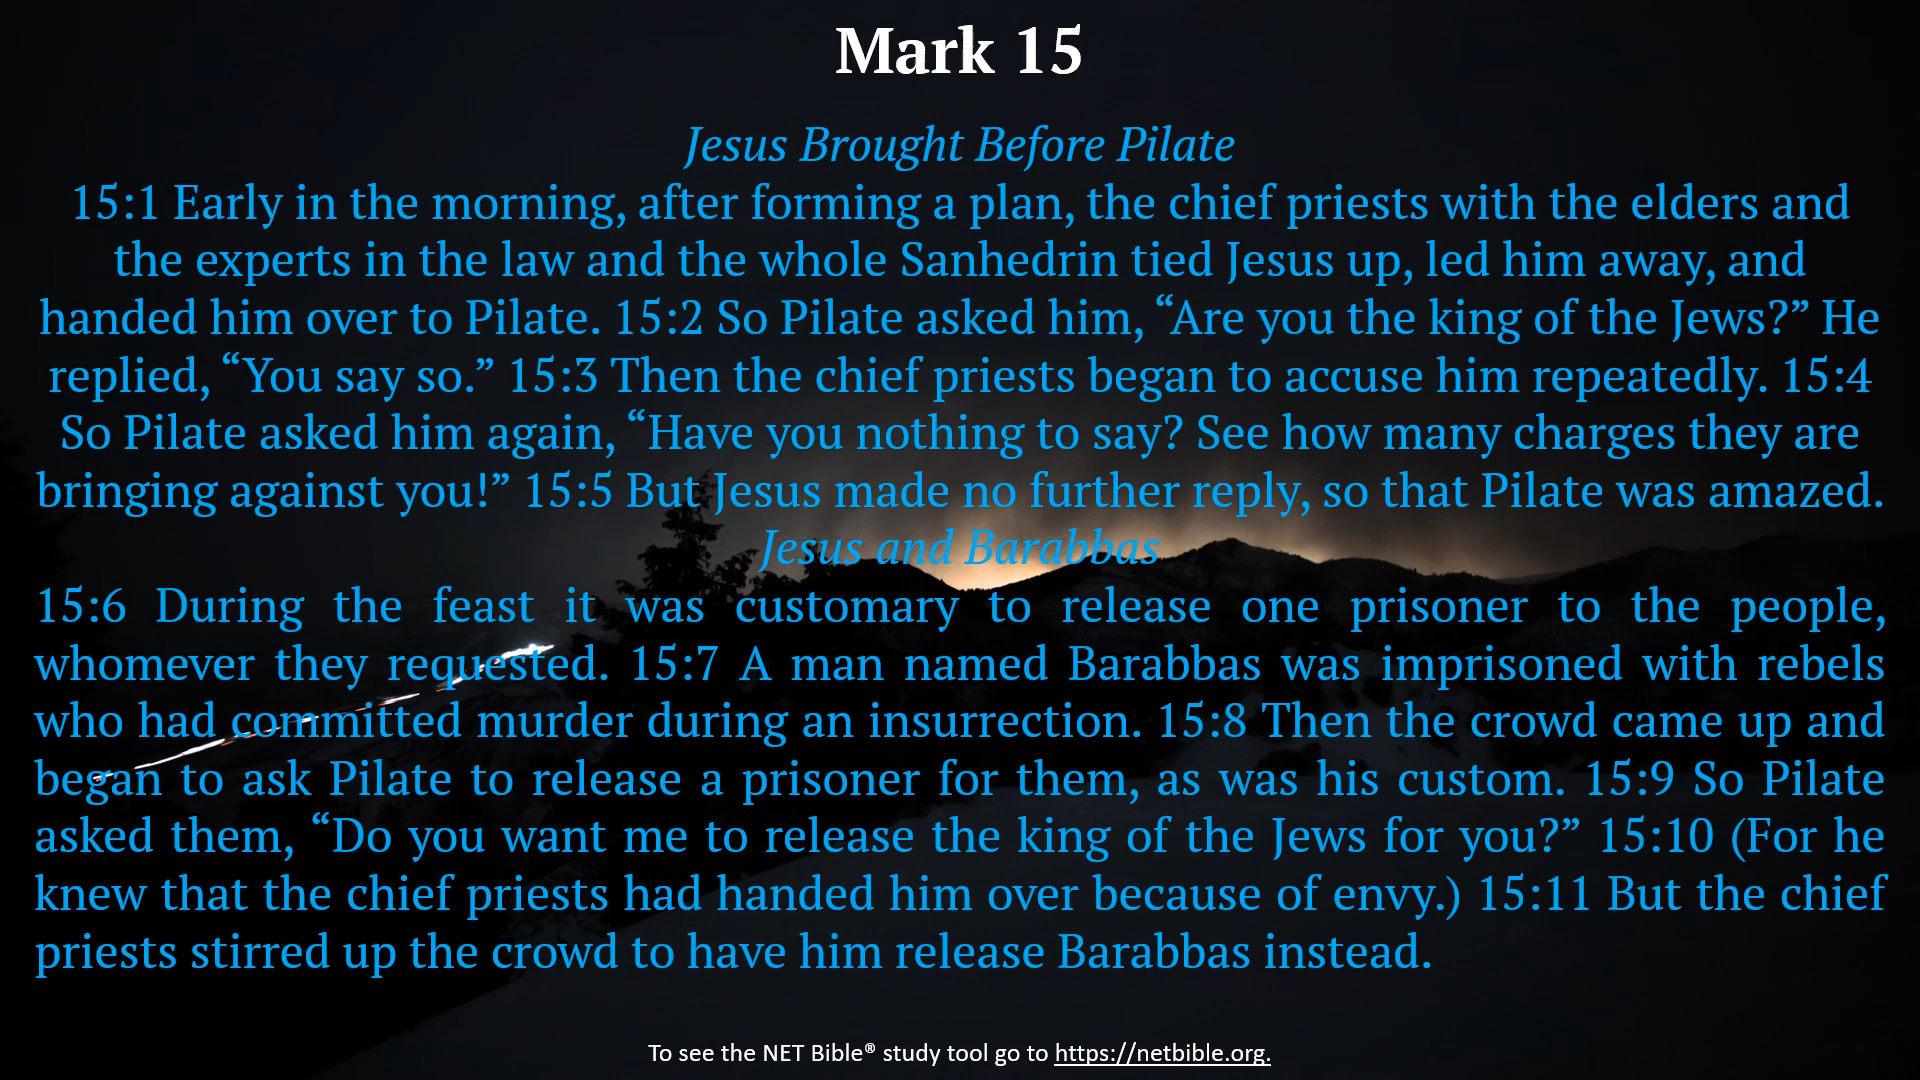 Mark 15
Jesus Brought Before Pilate
15:1 Early in the morning, after forming a plan, the chief priests with the elders and
the experts in the law and the whole Sanhedrin tied Jesus up, led him away, and
handed him over to Pilate. 15:2 So Pilate asked him, “Are you the king of the Jews?” He
replied, “You say so.” 15:3 Then the chief priests began to accuse him repeatedly. 15:4
So Pilate asked him again, “Have you nothing to say? See how many charges they are
bringing against you!” 15:5 But Jesus made no further reply, so that Pilate was amazed.
Jesus and Barabbas
15:6 During the feast it was customary to release one prisoner to the people,
whomever they requested. 15:7 A man named Barabbas was imprisoned with rebels
who had committed murder during an insurrection. 15:8 Then the crowd came up and
began to ask Pilate to release a prisoner for them, as was his custom. 15:9 So Pilate
asked them, “Do you want me to release the king of the Jews for you?” 15:10 (For he
knew that the chief priests had handed him over because of envy.) 15:11 But the chief
priests stirred up the crowd to have him release Barabbas instead.
To see the NET Bible® study tool go to https://netbible.org.